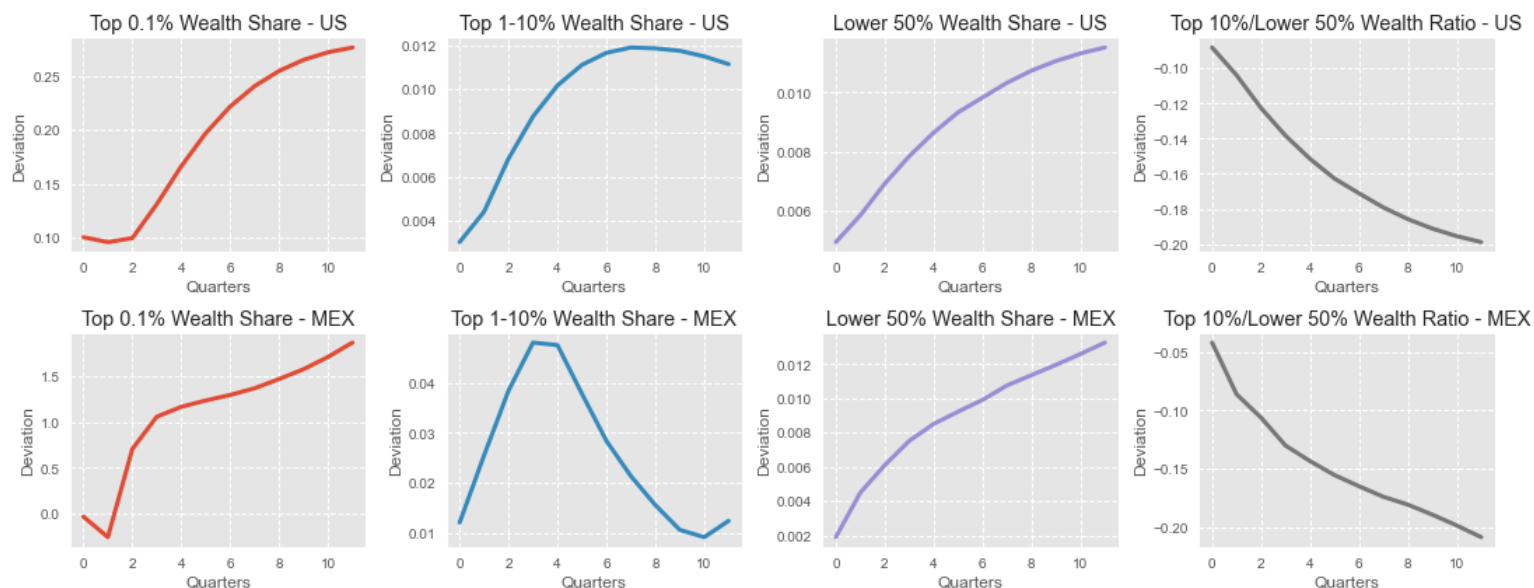 Top 0.1% Wealth Share - US
Deviation
0.25
0.20
0.15
0.10
0 2 4 6 8 10
Quarters
Top 1-10% Wealth Share - US
Deviation
0.012
0.010
0.008
0.006
0.004
0 2 4 6 8 10
Quarters
Lower 50% Wealth Share - US
Deviation
0.010
0.008
0.006
0 2 4 6 8 10
Quarters
Top 10%/Lower 50% Wealth Ratio - US
Deviation
−0.10
−0.12
−0.14
−0.16
−0.18
−0.20
0 2 4 6 8 10
Quarters
Top 0.1% Wealth Share - MEX
Deviation
1.5
1.0
0.5
0.0
0 2 4 6 8 10
Quarters
Top 1-10% Wealth Share - MEX
Deviation
0.04
0.03
0.02
0.01
0 2 4 6 8 10
Quarters
Lower 50% Wealth Share - MEX
Deviation
0.012
0.010
0.008
0.006
0.004
0.002
0 2 4 6 8 10
Quarters
Top 10%/Lower 50% Wealth Ratio - MEX
Deviation
−0.05
−0.10
−0.15
−0.20
0 2 4 6 8 10
Quarters